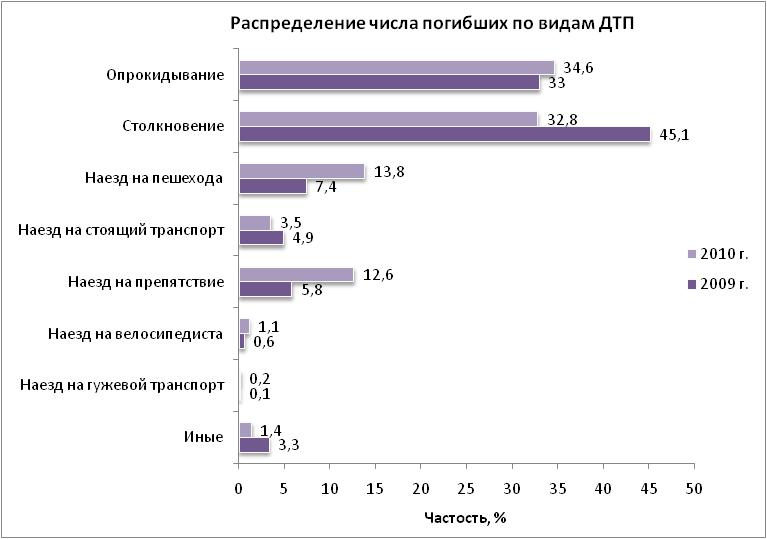 Распределение числа погибших по видам ДТП
Опрокидывание
34,6
33
Столкновение
32,8
45,1
Наезд на пешехода
13,8
7,4
Наезд на стоящий транспорт
3,5
4,9
Наезд на препятствие
12,6
5,8
Наезд на велосипедиста
1,1
0,6
Наезд на гужевой транспорт
0,2
0,1
Иные
1,4
3,3
2010 г.
2009 г.
0 5 10 15 20 25 30 35 40 45 50
Частость, %